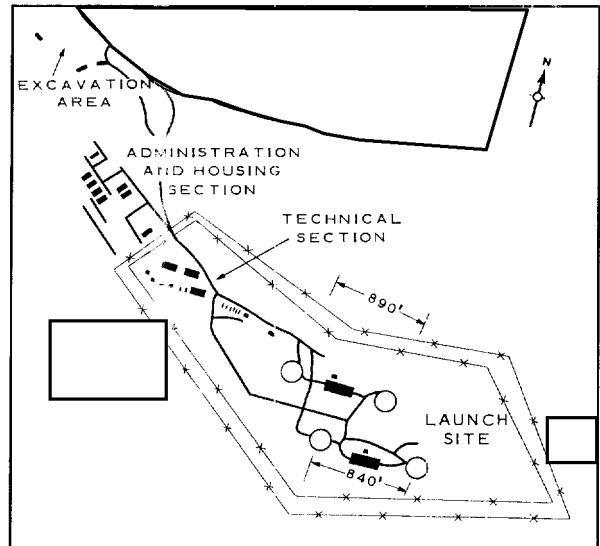 N
EXCAVATION
AREA
ADMINISTRATION
AND HOUSING
SECTION
TECHNICAL
SECTION
890'
LAUNCH
SITE
840'